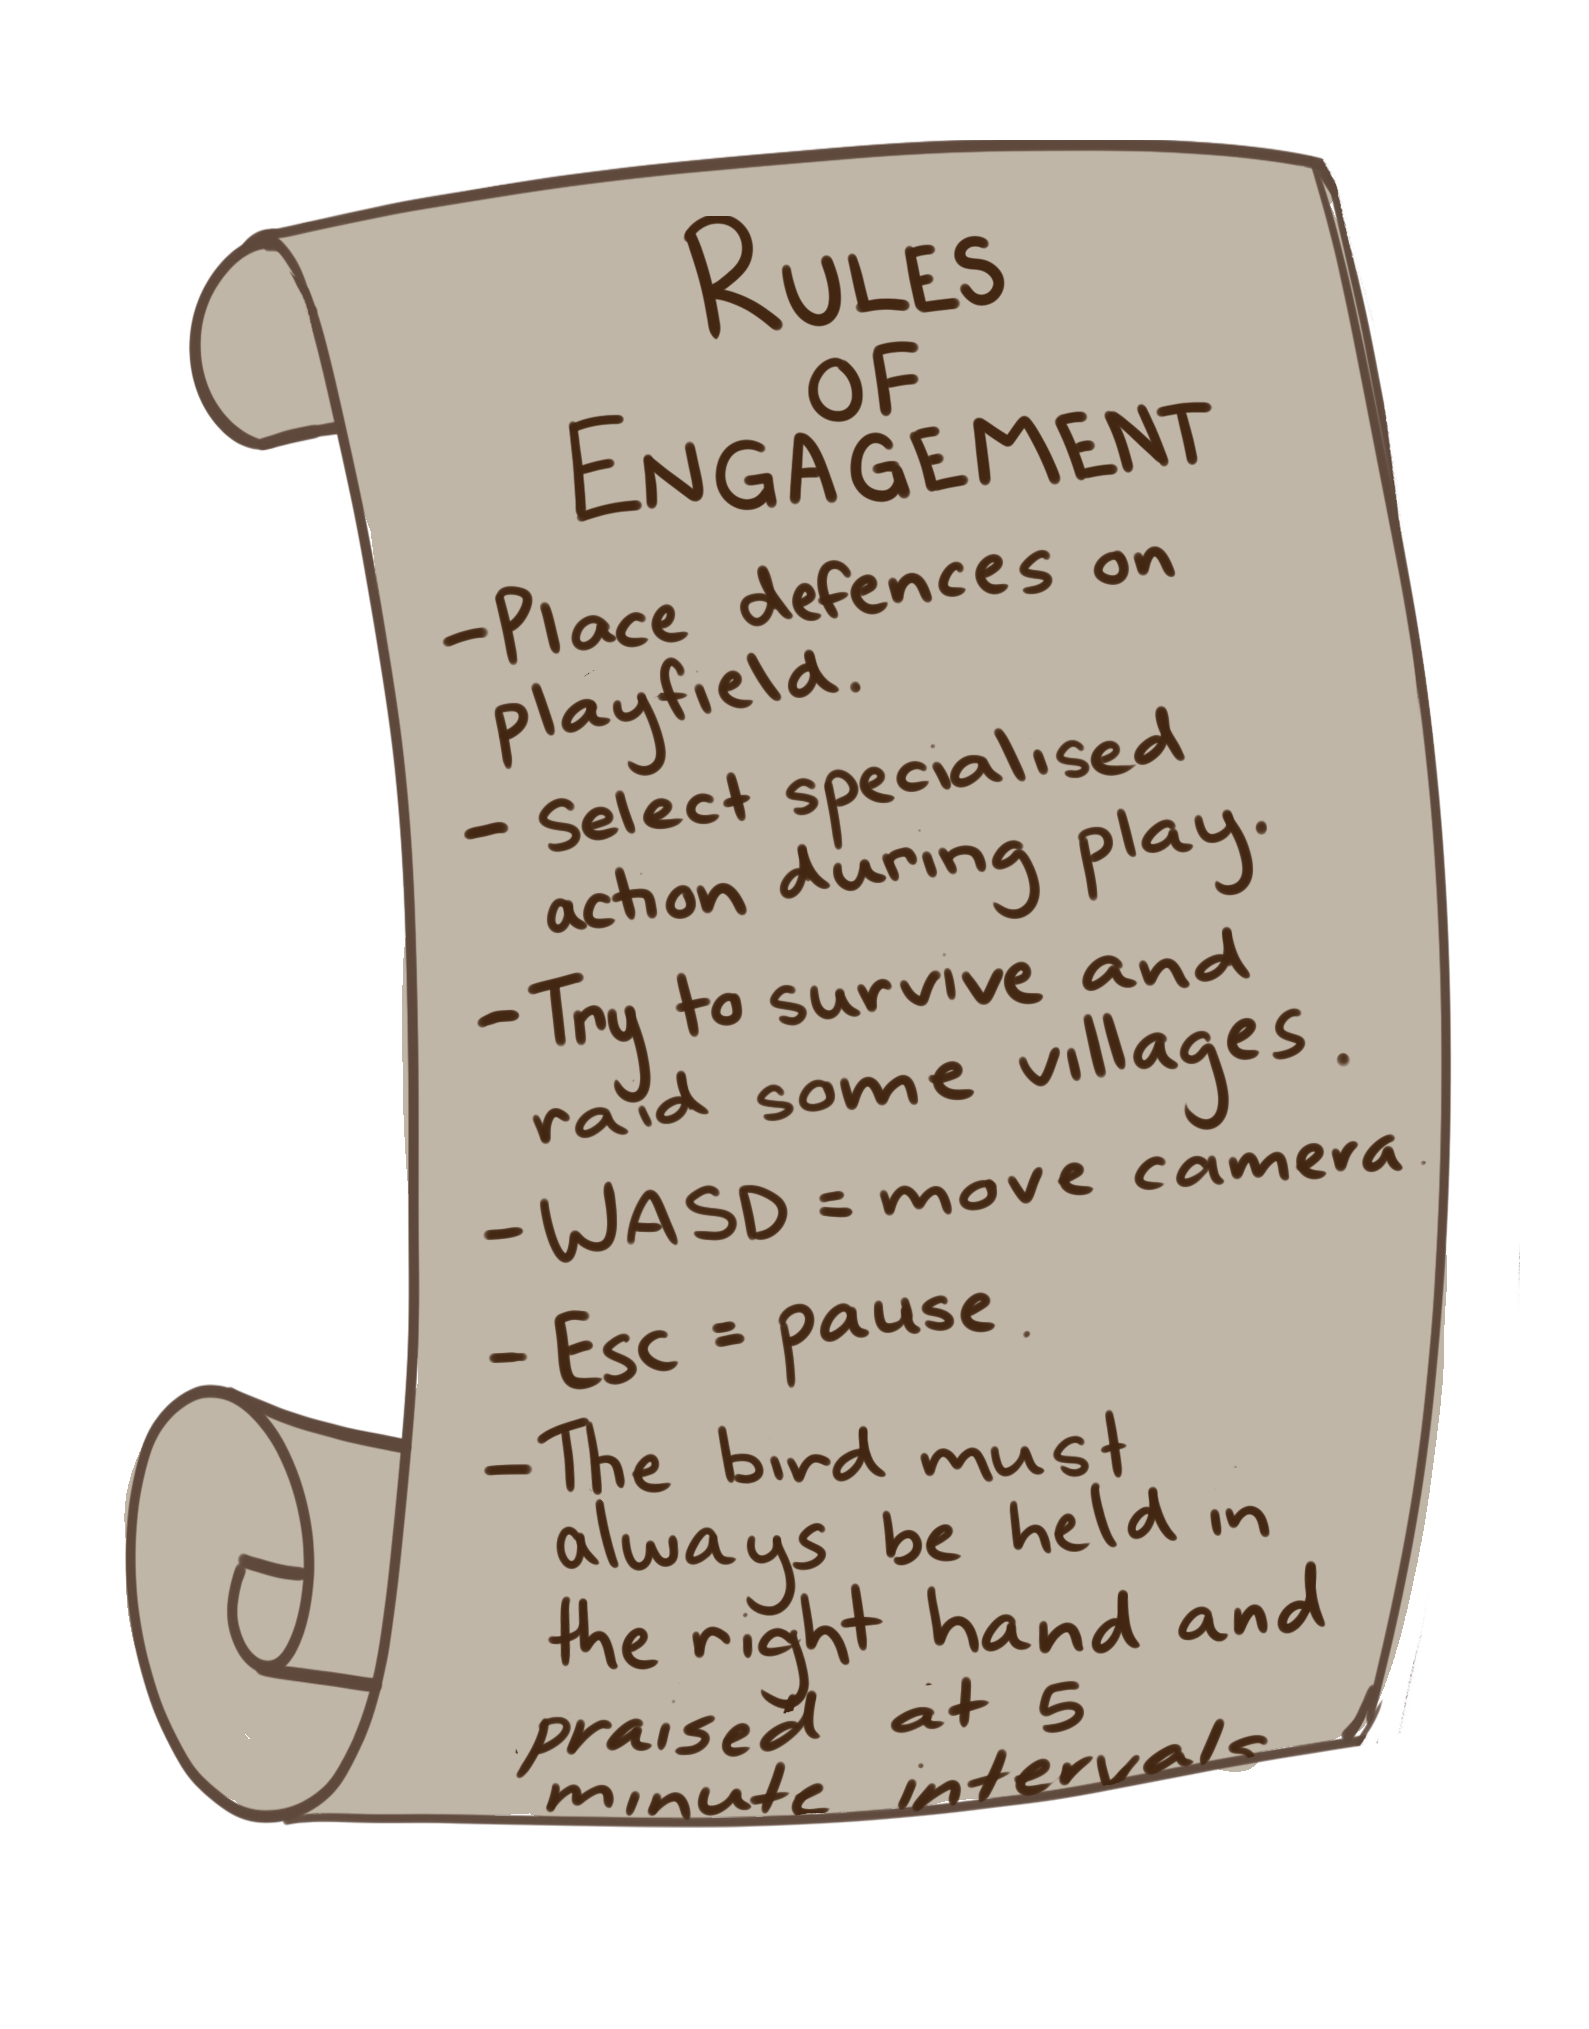 RULES
OF
ENGAGEMENT
-Place defences on
playfield.
- Select specialised
action during play.
-Try to survive and
raid some villages.
-WASD = move camera.
-Esc = pause.
-The bird must
always be held in
the right hand and
praised at 5
minute intervals